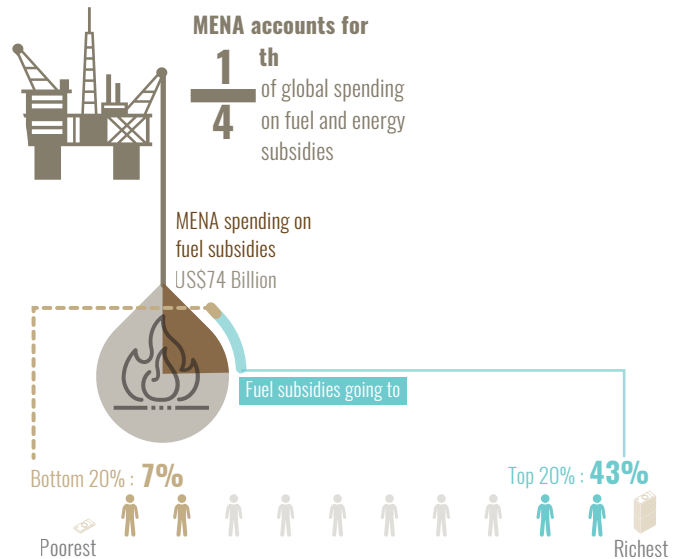 MENA accounts for
1 th
4
of global spending
on fuel and energy
subsidies
MENA spending on
fuel subsidies
US$74 Billion
Fuel subsidies going to
Bottom 20% : 7%
Top 20% : 43%
Poorest
Richest